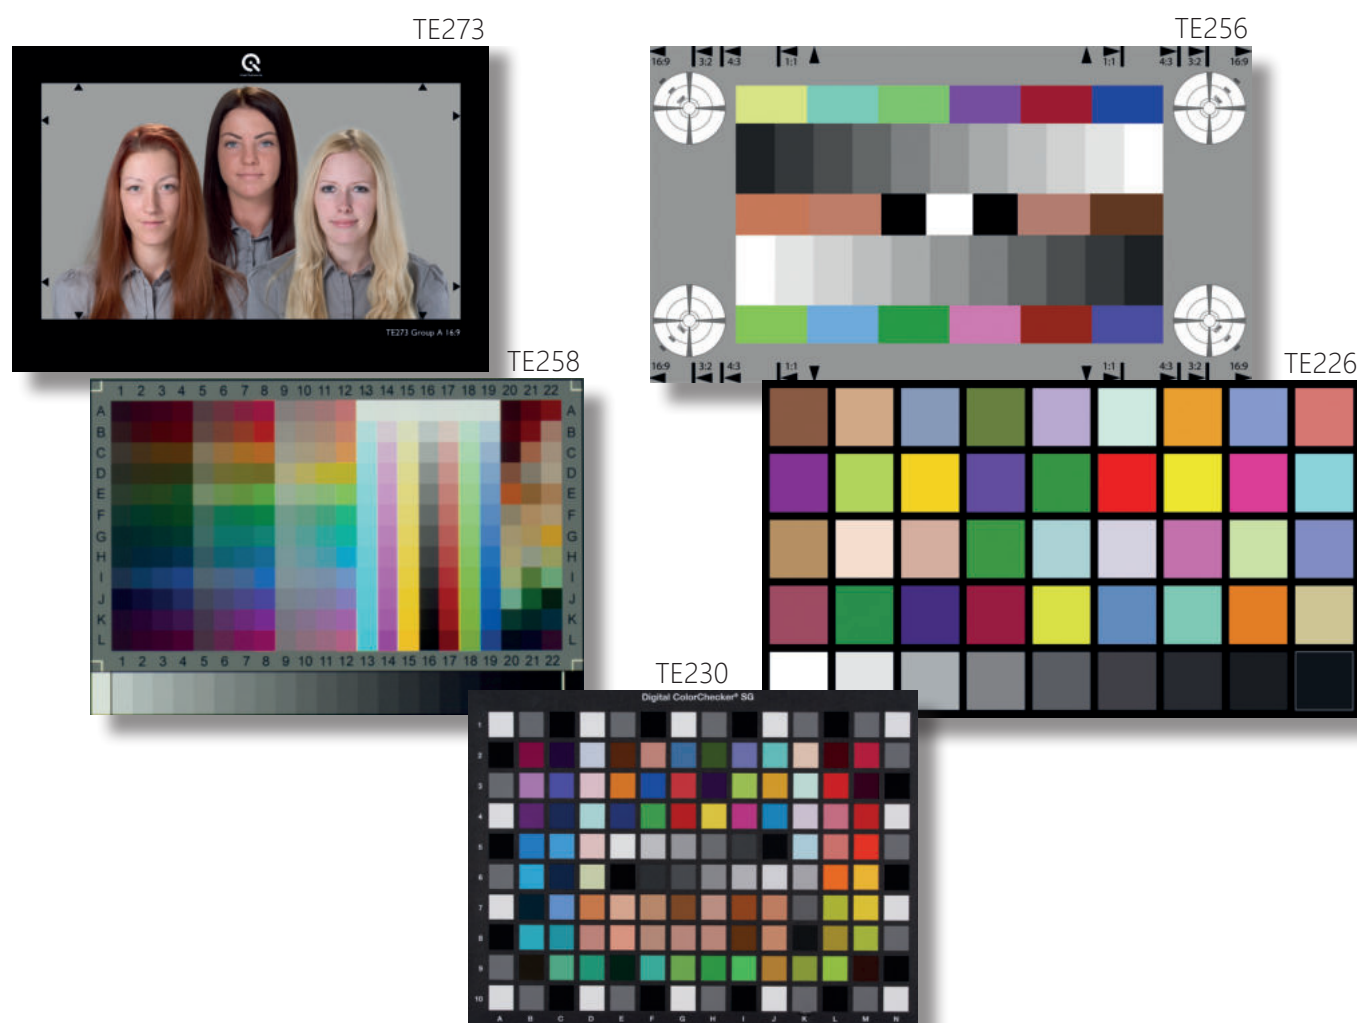 TE273
TE256
16:9 3:2 4:3 1:1 1:1 4:3 3:2 16:9
TE273 Group A 16:9
16:9 3:2 4:3 1:1 1:1 4:3 3:2 16:9
TE258
TE226
1 2 3 4 5 6 7 8 9 10 11 12 13 14 15 16 17 18 19 20 21 22
A A
B B
C C
D D
E E
F F
G G
H H
I I
J J
K K
L L
1 2 3 4 5 6 7 8 9 10 11 12 13 14 15 16 17 18 19 20 21 22
TE230
Digital ColorChecker® SG
1
2
3
4
5
6
7
8
9
10
A B C D E F G H I J K L M N